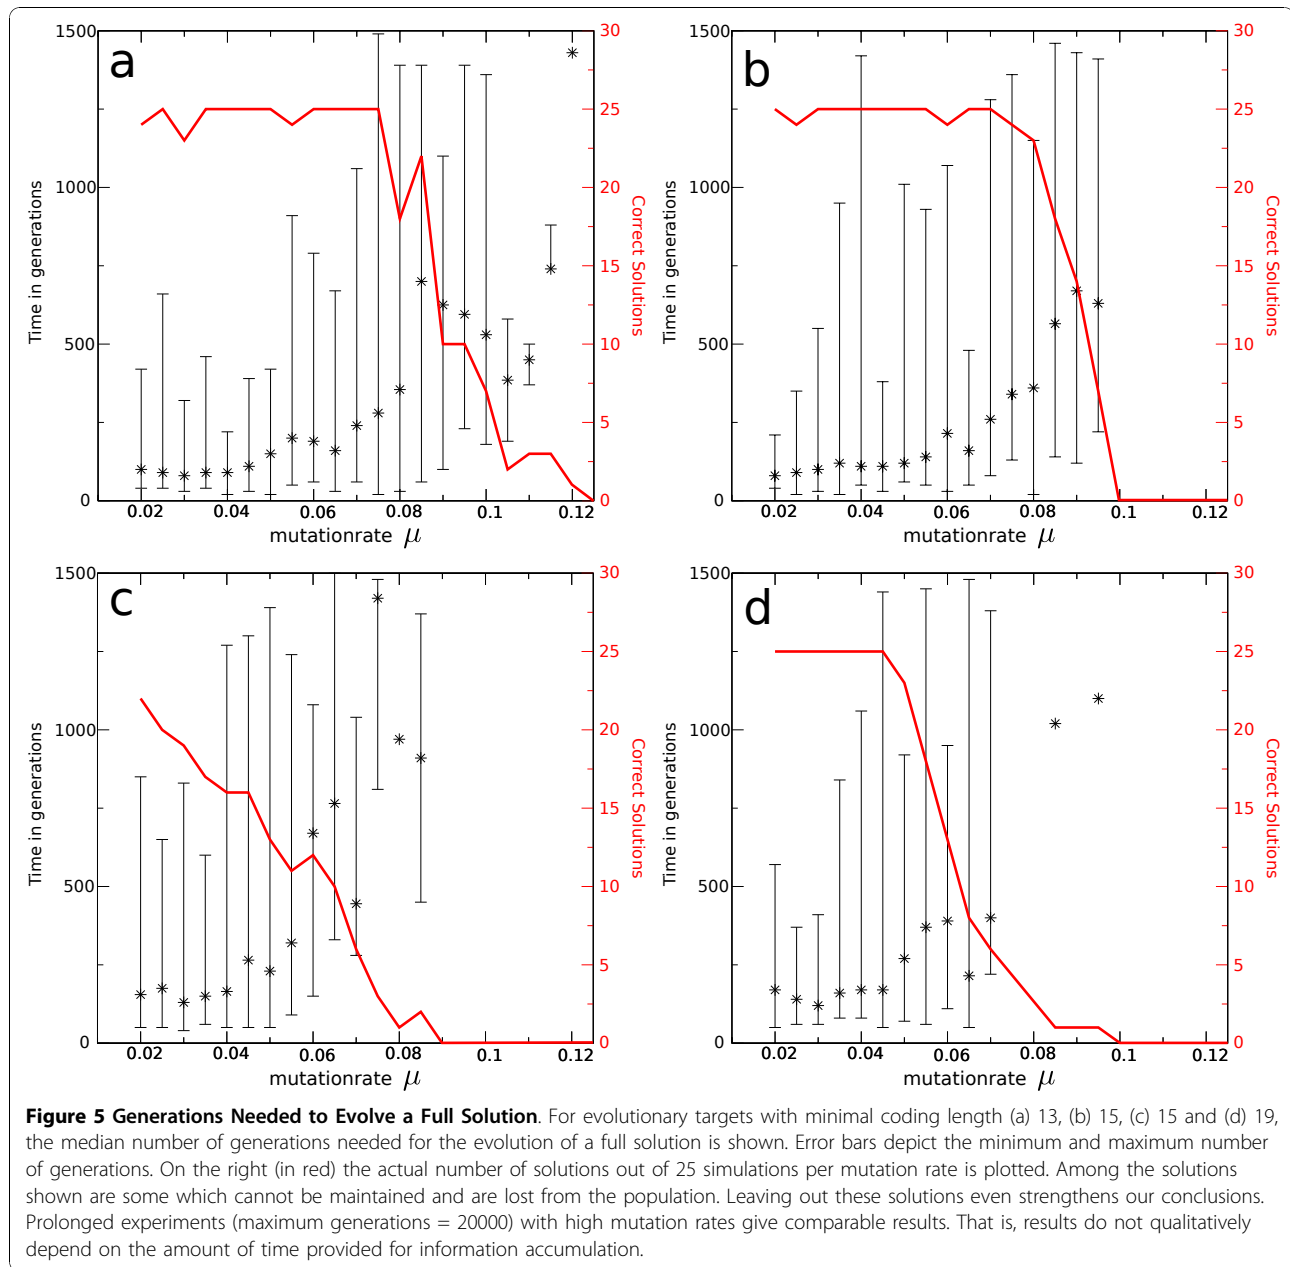 a
1500
1000
500
0
Time in generations
30
25
20
15
10
5
0
Correct Solutions
0.02 0.04 0.06 0.08 0.1 0.12
mutationrate μ
b
1500
1000
500
0
Time in generations
30
25
20
15
10
5
0
Correct Solutions
0.02 0.04 0.06 0.08 0.1 0.12
mutationrate μ
c
1500
1000
500
0
Time in generations
30
25
20
15
10
5
0
Correct Solutions
0.02 0.04 0.06 0.08 0.1 0.12
mutationrate μ
d
1500
1000
500
0
Time in generations
30
25
20
15
10
5
0
Correct Solutions
0.02 0.04 0.06 0.08 0.1 0.12
mutationrate μ
Figure 5 Generations Needed to Evolve a Full Solution. For evolutionary targets with minimal coding length (a) 13, (b) 15, (c) 15 and (d) 19,
the median number of generations needed for the evolution of a full solution is shown. Error bars depict the minimum and maximum number
of generations. On the right (in red) the actual number of solutions out of 25 simulations per mutation rate is plotted. Among the solutions
shown are some which cannot be maintained and are lost from the population. Leaving out these solutions even strengthens our conclusions.
Prolonged experiments (maximum generations = 20000) with high mutation rates give comparable results. That is, results do not qualitatively
depend on the amount of time provided for information accumulation.